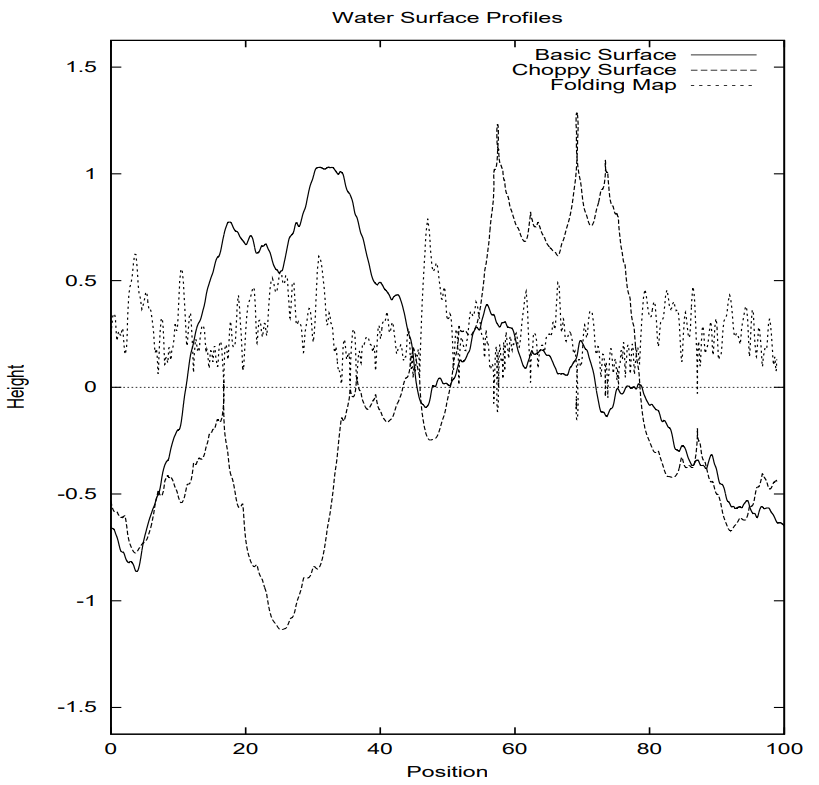 Water Surface Profiles
Basic Surface
Choppy Surface
Folding Map
1.5
1
0.5
0
-0.5
-1
-1.5
Height
0 20 40 60 80 100
Position